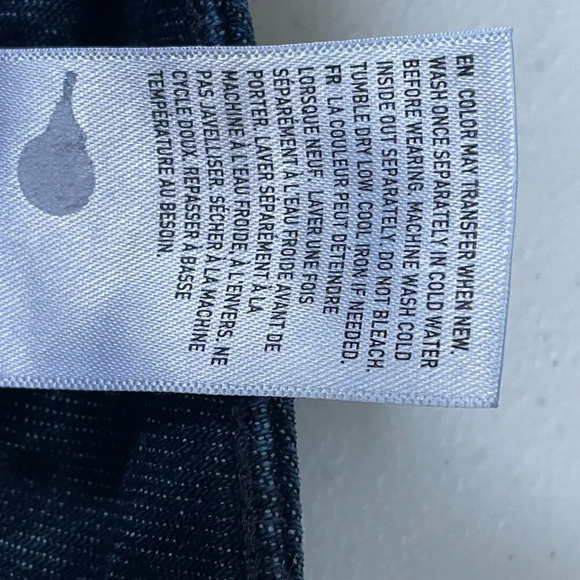 EN COLOR MAY TRANSFER WHEN NEW.
WASH ONCE SEPARATELY IN COLD WATER
BEFORE WEARING. MACHINE WASH COLD
INSIDE OUT SEPARATELY. DO NOT BLEACH.
TUMBLE DRY LOW. COOL IRON IF NEEDED.
FR LA COULEUR PEUT DÉTEINDRE
LORSQUE NEUF. LAVER UNE FOIS
SÉPARÉMENT À L'EAU FROIDE AVANT DE
PORTER. LAVER SEPAREMENT À LA
MACHINE À L'EAU FROIDE, À L'ENVERS. NE
PAS JAVELLISER. SÉCHER À LA MACHINE
CYCLE DOUX. REPASSER À BASSE
TEMPÉRATURE AU BESOIN.